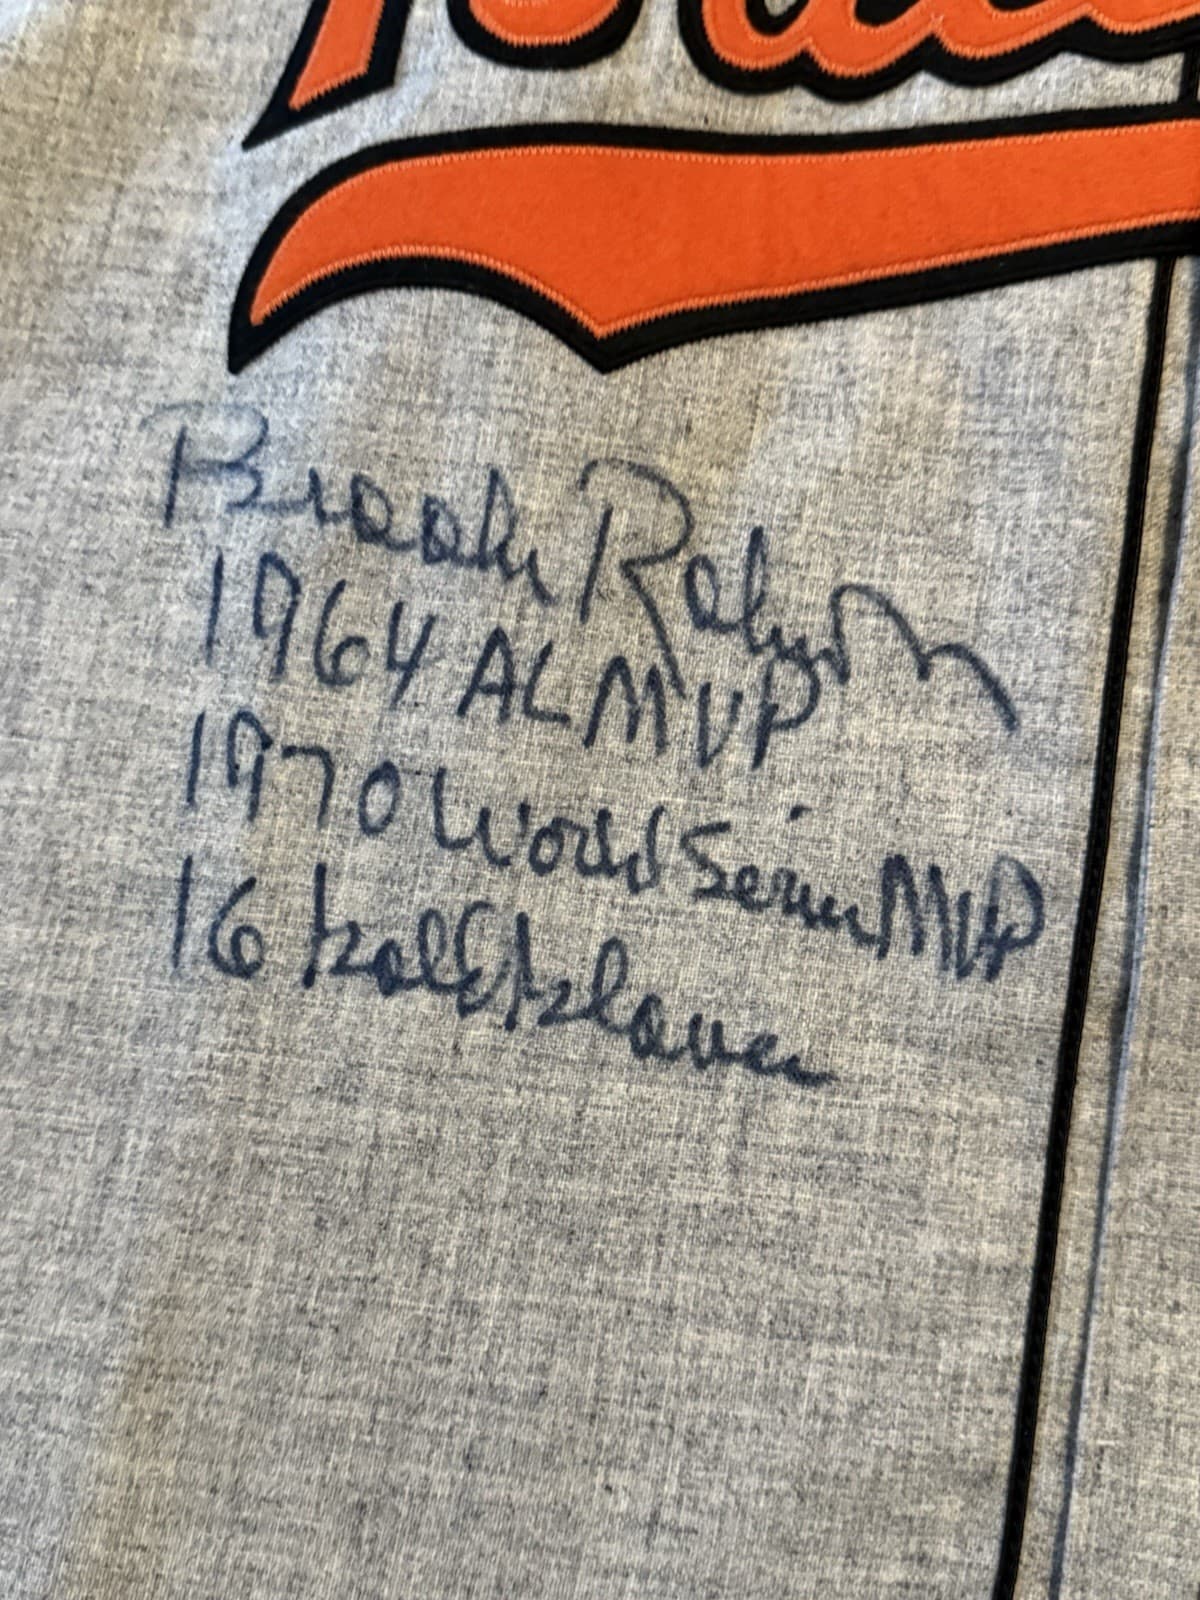 Brooks Robinson
1964 AL MVP
1970 World Series MVP
16 Gold Gloves